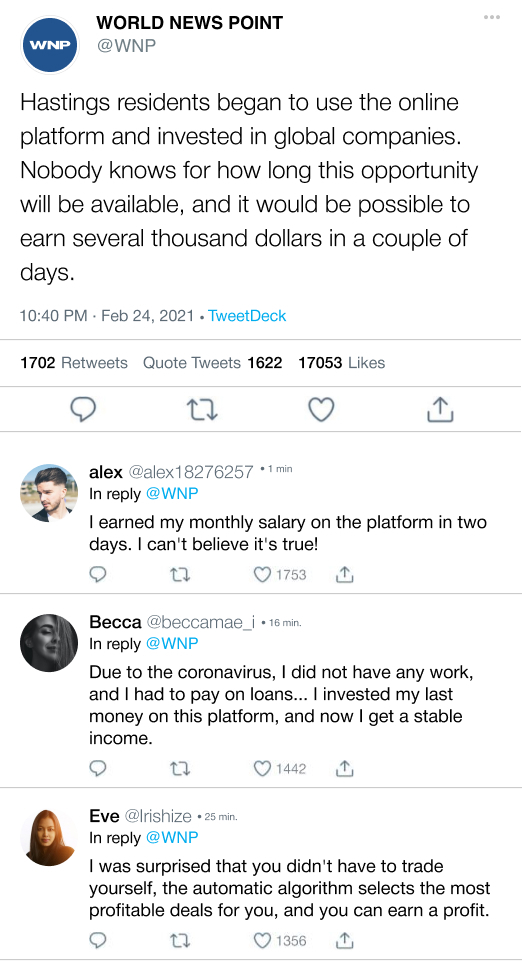 WORLD NEWS POINT
WNP
@WNP
Hastings residents began to use the online
platform and invested in global companies.
Nobody knows for how long this opportunity
will be available, and it would be possible to
earn several thousand dollars in a couple of
days.
10:40 PM · Feb 24, 2021 • TweetDeck
1702 Retweets Quote Tweets 1622 17053 Likes
alex @alex18276257 • 1 min
In reply @WNP
I earned my monthly salary on the platform in two
days. I can't believe it's true!
1753
Becca @beccamae_i • 16 min.
In reply @WNP
Due to the coronavirus, I did not have any work,
and I had to pay on loans... I invested my last
money on this platform, and now I get a stable
income.
1442
Eve @Irishize • 25 min.
In reply @WNP
I was surprised that you didn't have to trade
yourself, the automatic algorithm selects the most
profitable deals for you, and you can earn a profit.
1356